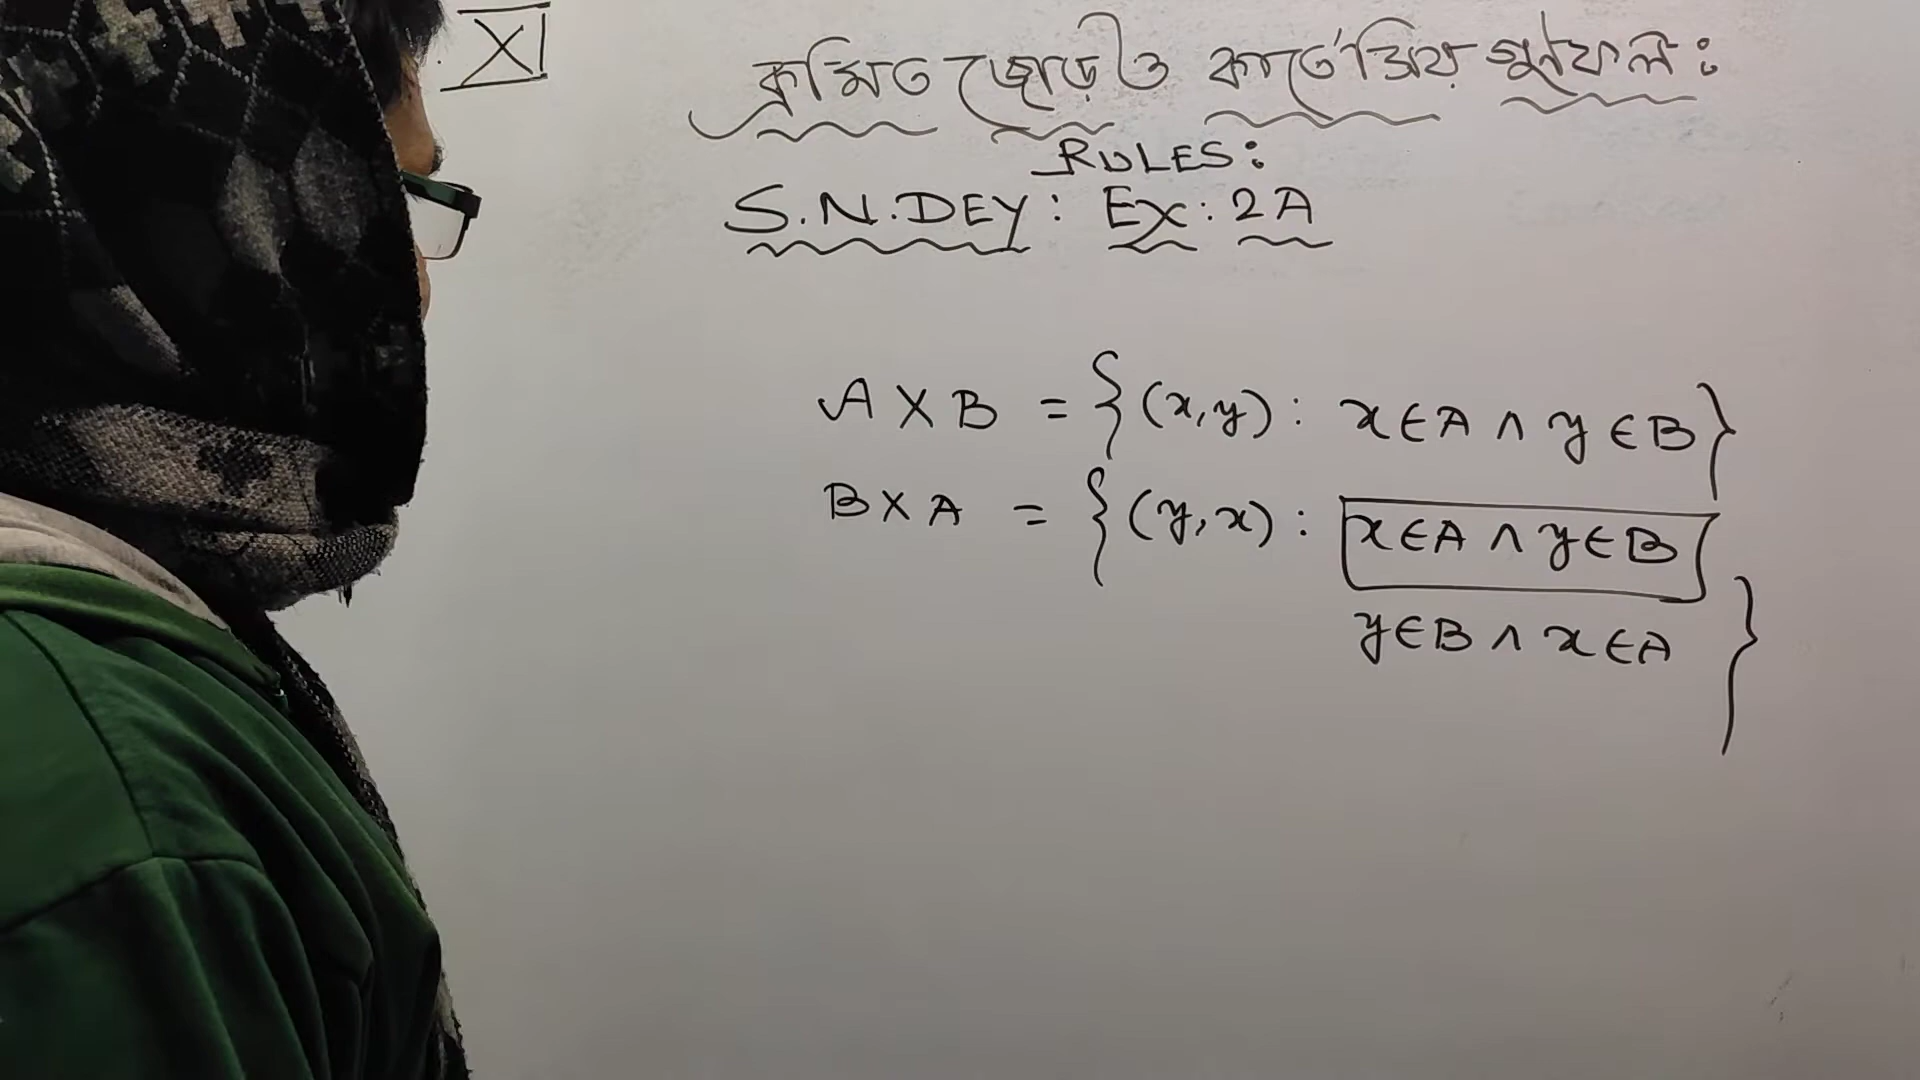 XI
ক্রমিত জোড় ও কার্তেজিয় গুণফল :
RULES:
S.N.DEY: EX: 2A
A X B = {(x,y) : x∈A ∧ y∈B}
B X A = {(y,x) : x∈A ∧ y∈B
y∈B ∧ x∈A }